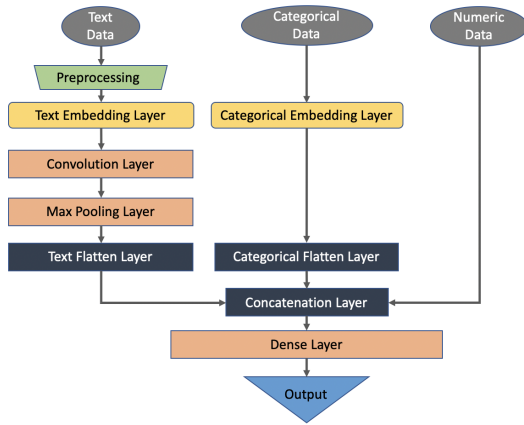 Text
Data
Categorical
Data
Numeric
Data
Preprocessing
Text Embedding Layer
Categorical Embedding Layer
Convolution Layer
Max Pooling Layer
Text Flatten Layer
Categorical Flatten Layer
Concatenation Layer
Dense Layer
Output